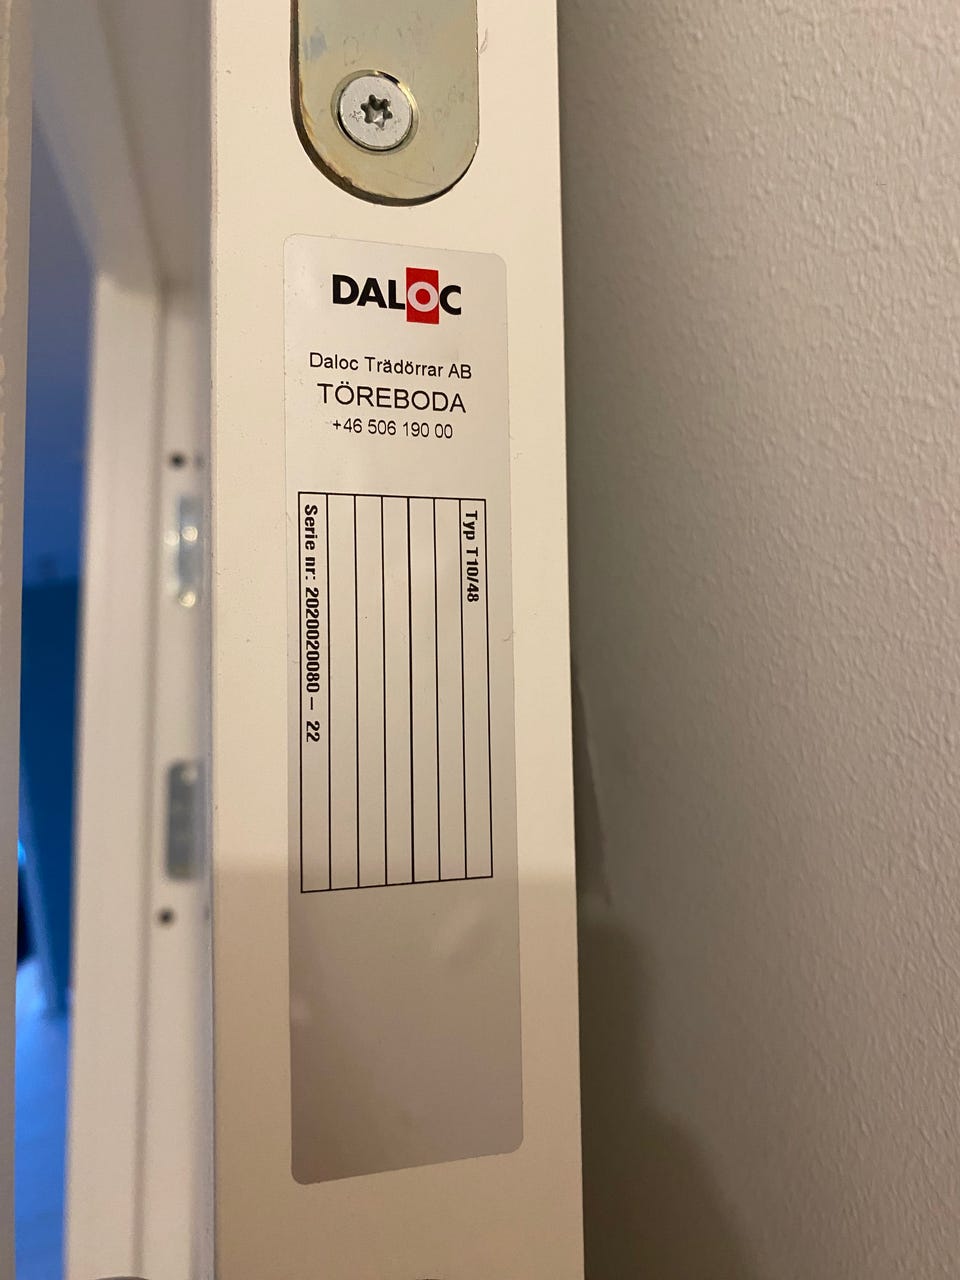 DALOC
Daloc Trädörrar AB
TÖREBODA
+46 506 190 00
Typ T10/48
Serie nr: 2020020080 – 22